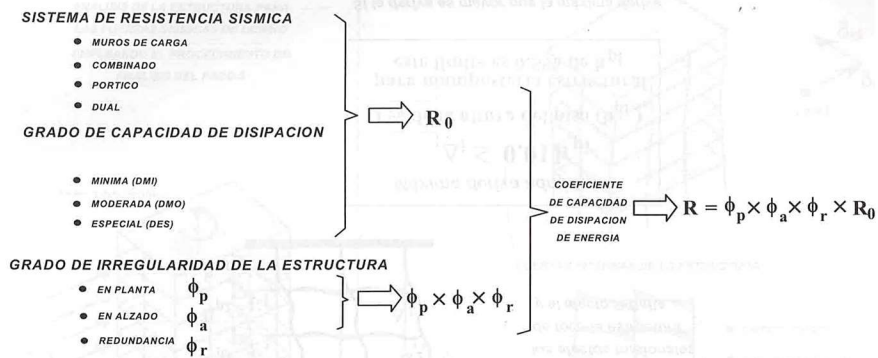 SISTEMA DE RESISTENCIA SISMICA
● MUROS DE CARGA
● COMBINADO
● PORTICO
● DUAL
GRADO DE CAPACIDAD DE DISIPACION
● MINIMA (DMI)
● MODERADA (DMO)
● ESPECIAL (DES)
R₀
GRADO DE IRREGULARIDAD DE LA ESTRUCTURA
● EN PLANTA ϕp
● EN ALZADO ϕa
● REDUNDANCIA ϕr
ϕp × ϕa × ϕr
COEFICIENTE
DE CAPACIDAD
DE DISIPACION
DE ENERGIA
R = ϕp × ϕa × ϕr × R₀